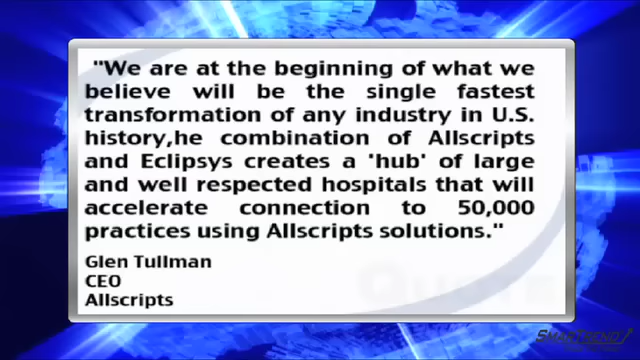 "We are at the beginning of what we
believe will be the single fastest
transformation of any industry in U.S.
history,he combination of Allscripts
and Eclipsys creates a 'hub' of large
and well respected hospitals that will
accelerate connection to 50,000
practices using Allscripts solutions."
Glen Tullman
CEO
Allscripts
QUOTE
SMARTREND